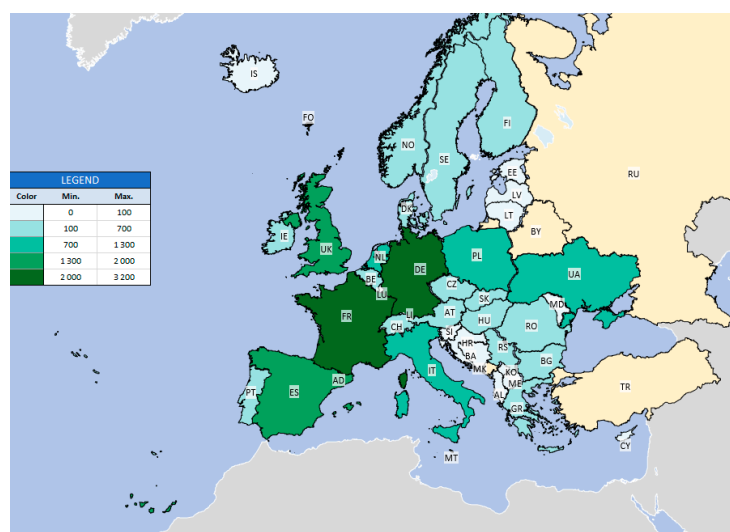 IS
FO
FI
NO
SE
EE
RU
LEGEND
LV
Color Min. Max.
DK
LT
0 100
BY
100 700
IE
700 1 300
UK
NL
PL
1 300 2 000
DE
UA
2 000 3 200
BE
CZ
LU
SK
MD
FR
LI
AT
HU
CH
RO
SI
HR
RS
BA
BG
IT
KO
MK
AD
ME
TR
PT
ES
AL
GR
CY
MT